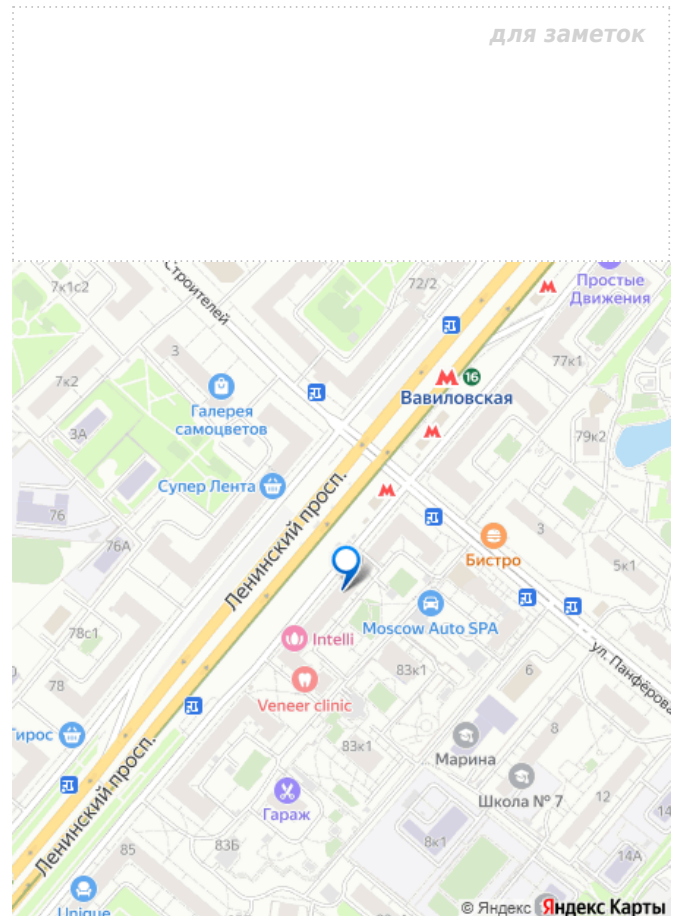 для заметок
Строителей
72/2
Простые
Движения
7к1с2
3
77к1
16
Вавиловская
7к2
Галерея
самоцветов
3А
79к2
Супер Лента
Ленинский просп.
76
76А
Бистро
3
5к1
Intelli
Moscow Auto SPA
78с1
83к1
6
ул. Панфёрова
78
Veneer clinic
8
83к1
Марина
Ленинский просп.
Школа № 7
12
Гараж
14
85
83Б
8к1
14А
Unique
© Яндекс Яндекс Карты